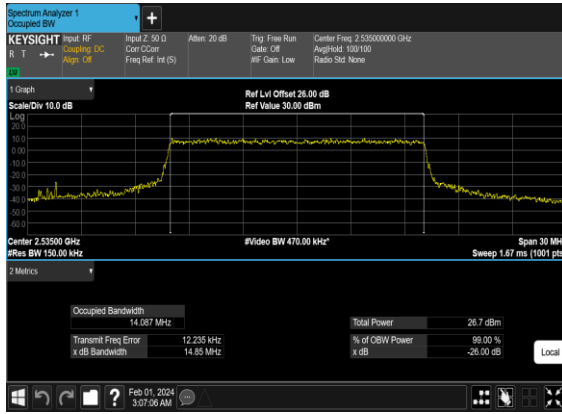 Spectrum Analyzer 1
Occupied BW
+
KEYSIGHT Input: RF Input Z: 50 Ω Atten: 20 dB Trig: Free Run Center Freq: 2.535000000 GHz
R T Coupling: DC Corr CCorr Gate: Off Avg|Hold: 100/100
Align: Off Freq Ref: Int (S) #IF Gain: Low Radio Std: None
LW
1 Graph
Ref Lvl Offset 26.00 dB
Scale/Div 10.0 dB Ref Value 30.00 dBm
Log
20.0
10.0
0.00
-10.0
-20.0
-30.0
-40.0
-50.0
-60.0
Center 2.53500 GHz #Video BW 470.00 kHz* Span 30 MH
#Res BW 150.00 kHz Sweep 1.67 ms (1001 pts
2 Metrics
Occupied Bandwidth
14.087 MHz Total Power 26.7 dBm
Transmit Freq Error 12.235 kHz % of OBW Power 99.00 %
x dB Bandwidth 14.85 MHz x dB -26.00 dB
Local
? Feb 01, 2024
3:07:06 AM